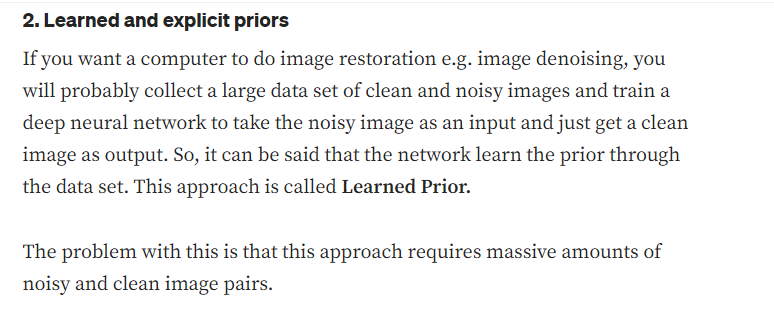 2. Learned and explicit priors
If you want a computer to do image restoration e.g. image denoising, you
will probably collect a large data set of clean and noisy images and train a
deep neural network to take the noisy image as an input and just get a clean
image as output. So, it can be said that the network learn the prior through
the data set. This approach is called Learned Prior.
The problem with this is that this approach requires massive amounts of
noisy and clean image pairs.